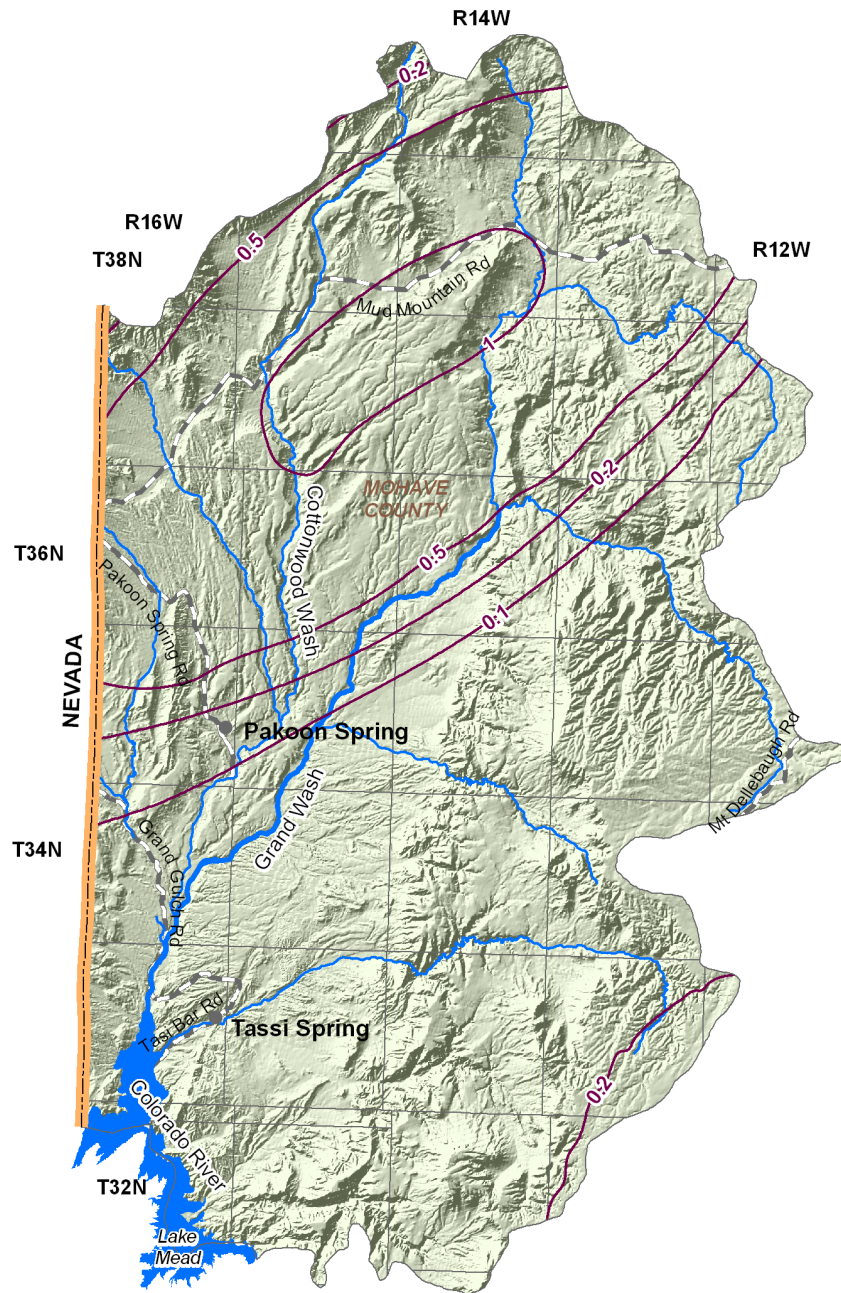 R14W
0.2
R16W
0.5
T38N
R12W
Mud Mountain Rd
1
0.2
MOHAVE
COUNTY
Cottonwood Wash
T36N
0.5
Pakoon Spring Rd
0.1
NEVADA
Pakoon Spring
Mt Dellebaugh Rd
Grand Wash
T34N
Grand Gulch Rd
Tasi Bar Rd
Tassi Spring
0.2
Colorado River
T32N
Lake
Mead